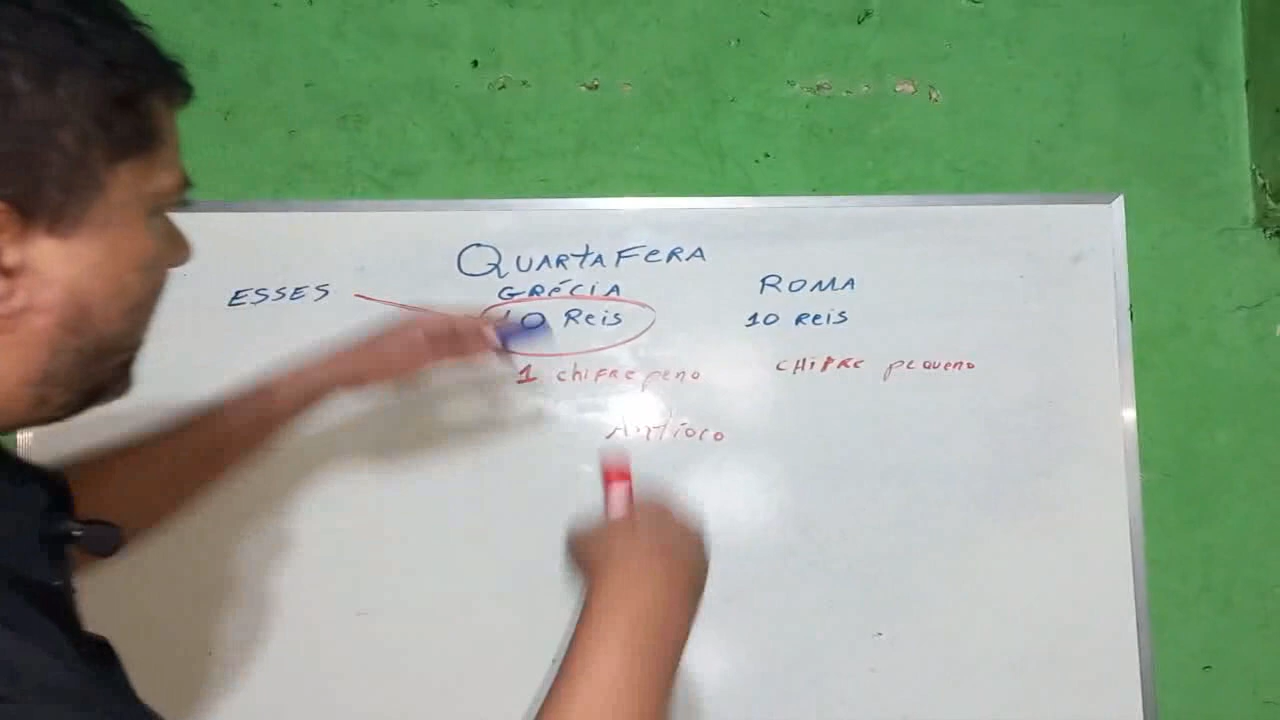 QUARTA FERA
ESSES
GRÉCIA
ROMA
10 Reis
10 Reis
1 chifre peno
CHIFRE pequeno
Antíoco